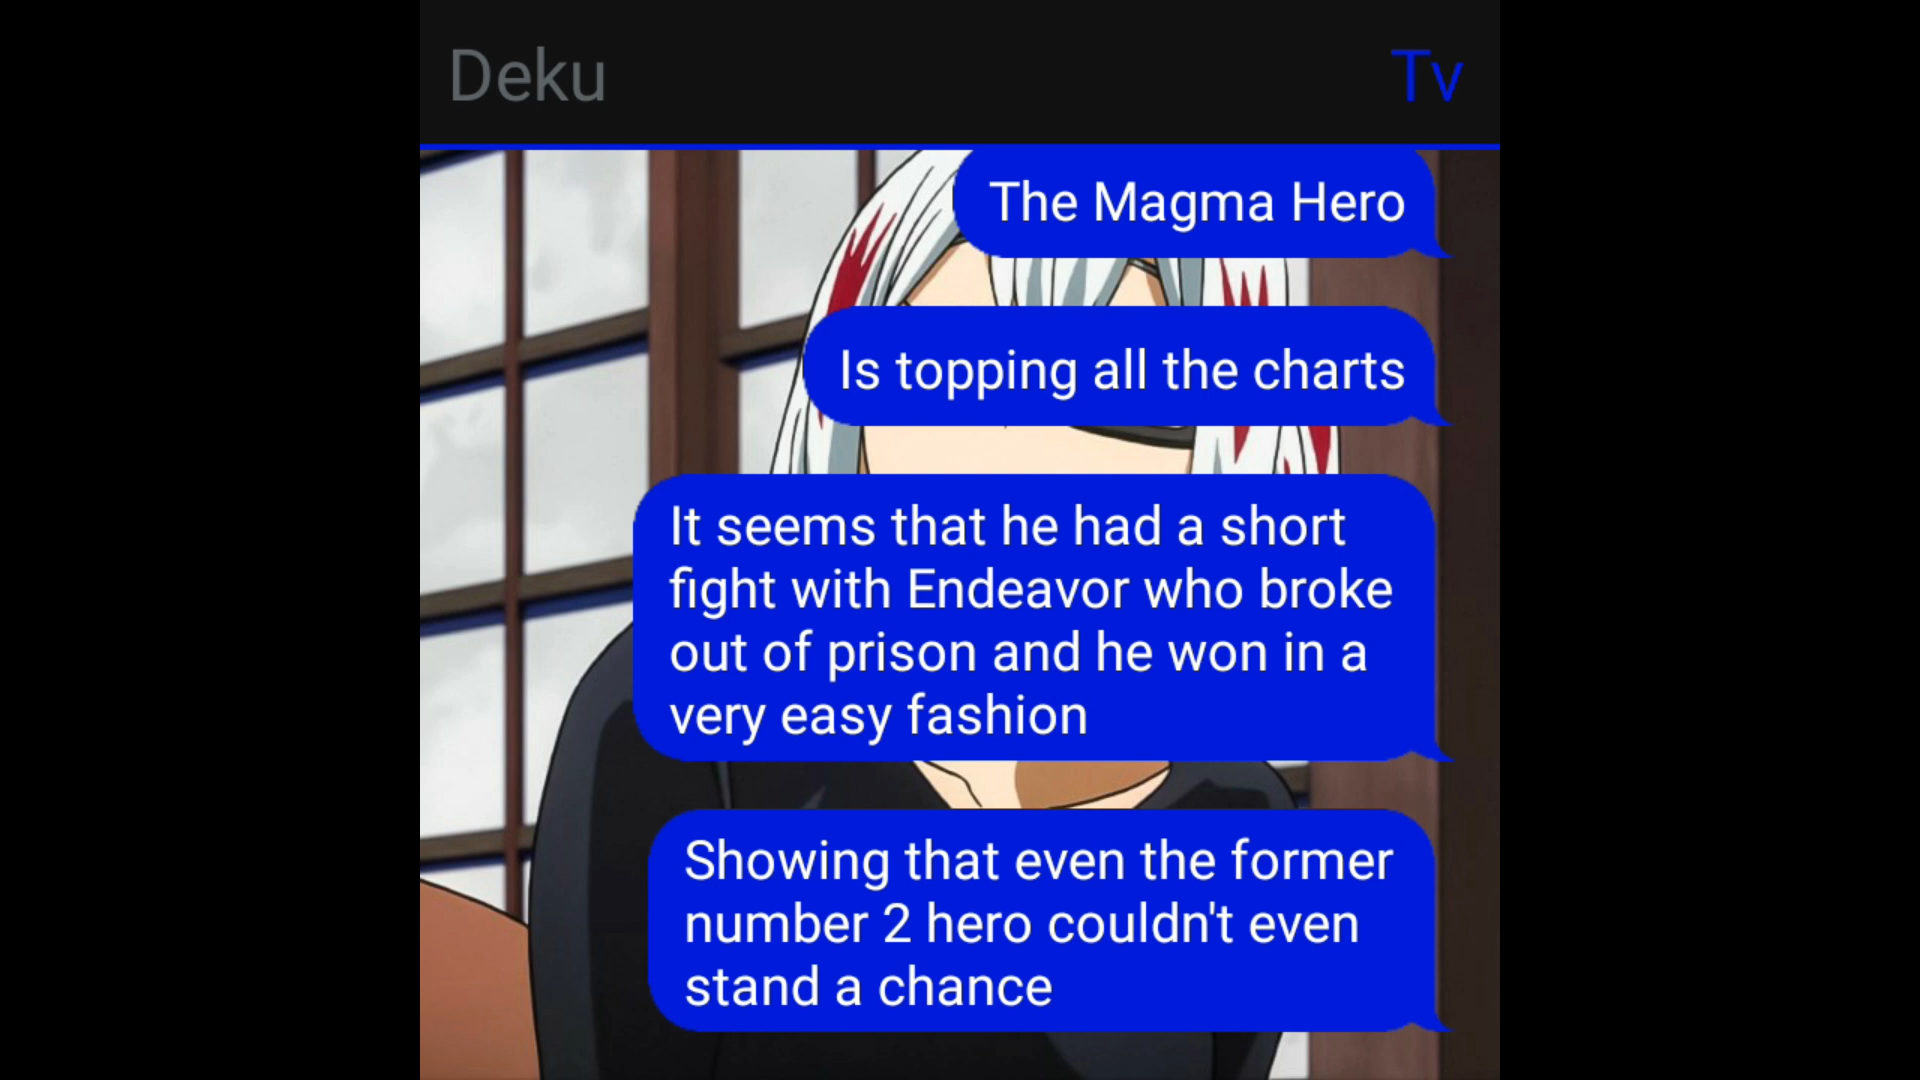 Deku
Tv
The Magma Hero
Is topping all the charts
It seems that he had a short
fight with Endeavor who broke
out of prison and he won in a
very easy fashion
Showing that even the former
number 2 hero couldn't even
stand a chance